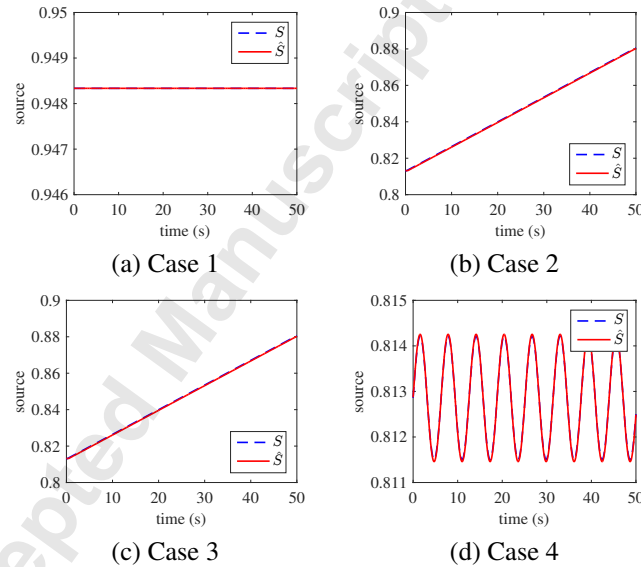 0.95
0.949
0.948
0.947
0.946
source
S
Ŝ
0 10 20 30 40 50
time (s)
(a) Case 1
0.9
0.88
0.86
0.84
0.82
0.8
source
S
Ŝ
0 10 20 30 40 50
time (s)
(b) Case 2
0.9
0.88
0.86
0.84
0.82
0.8
source
S
Ŝ
0 10 20 30 40 50
time (s)
(c) Case 3
0.815
0.814
0.813
0.812
0.811
source
S
Ŝ
0 10 20 30 40 50
time (s)
(d) Case 4
epted Manuscript